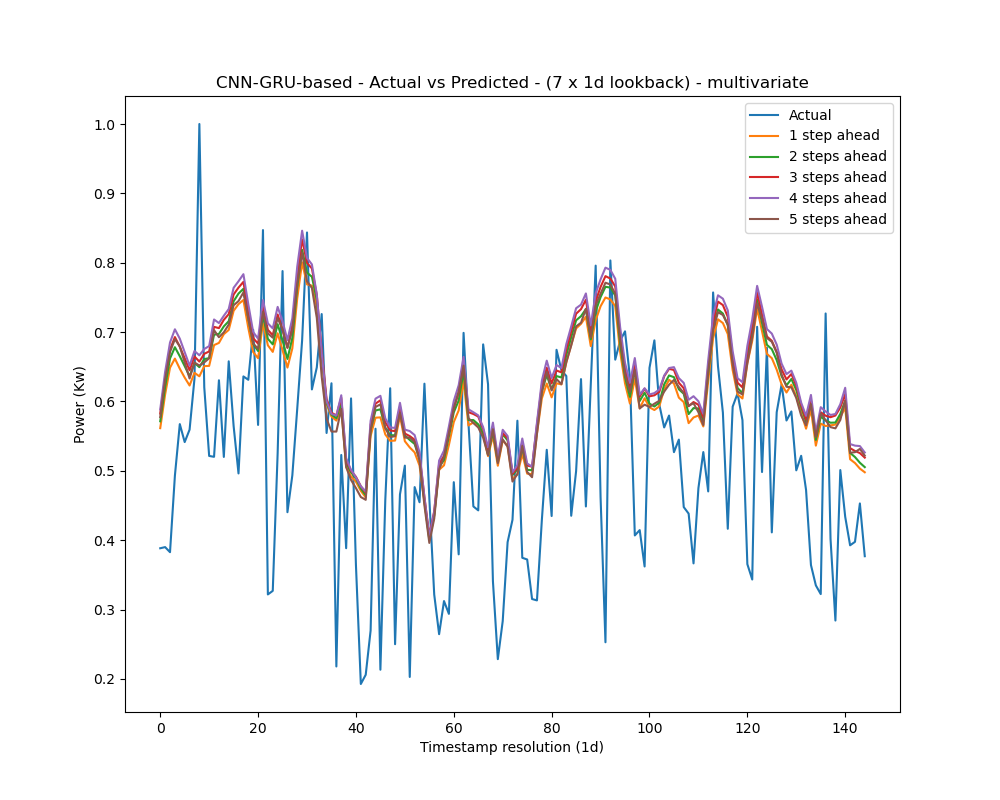 CNN-GRU-based - Actual vs Predicted - (7 x 1d lookback) - multivariate
Actual
1 step ahead
2 steps ahead
3 steps ahead
4 steps ahead
5 steps ahead
Power (Kw)
1.0
0.9
0.8
0.7
0.6
0.5
0.4
0.3
0.2
0 20 40 60 80 100 120 140
Timestamp resolution (1d)